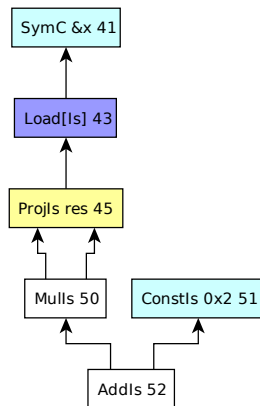 SymC &x 41
Load[Is] 43
ProjIs res 45
MulIs 50
ConstIs 0x2 51
AddIs 52